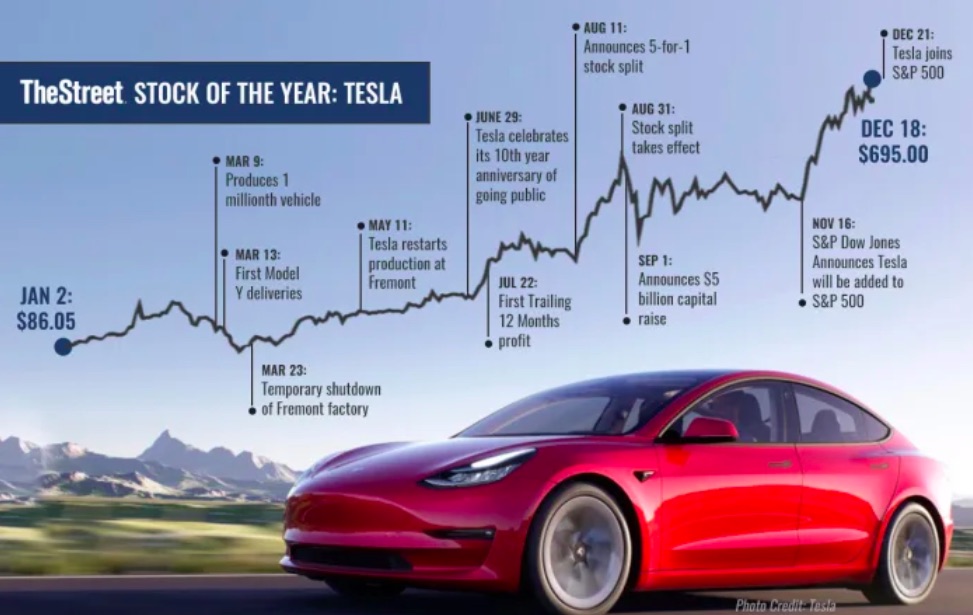 TheStreet STOCK OF THE YEAR: TESLA
JAN 2:
$86.05
MAR 9:
Produces 1
millionth vehicle
MAR 13:
First Model
Y deliveries
MAR 23:
Temporary shutdown
of Fremont factory
MAY 11:
Tesla restarts
production at
Fremont
JUNE 29:
Tesla celebrates
its 10th year
anniversary of
going public
JUL 22:
First Trailing
12 Months
profit
AUG 11:
Announces 5-for-1
stock split
AUG 31:
Stock split
takes effect
SEP 1:
Announces $5
billion capital
raise
NOV 16:
S&P Dow Jones
Announces Tesla
will be added to
S&P 500
DEC 18:
$695.00
DEC 21:
Tesla joins
S&P 500
Photo Credit: Tesla